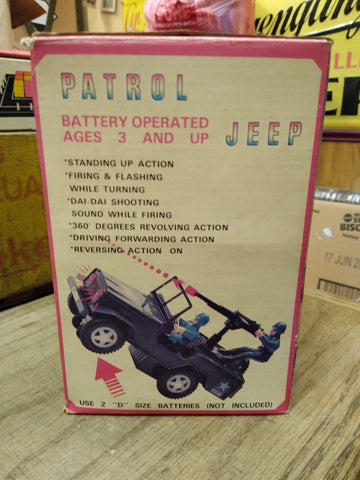 PATROL
JEEP
BATTERY OPERATED
AGES 3 AND UP
*STANDING UP ACTION
*FIRING & FLASHING
WHILE TURNING
*DAI-DAI SHOOTING
SOUND WHILE FIRING
*360° DEGREES REVOLVING ACTION
*DRIVING FORWARDING ACTION
*REVERSING ACTION ON
USE 2 "D" SIZE BATTERIES (NOT INCLUDED)
17 JUN